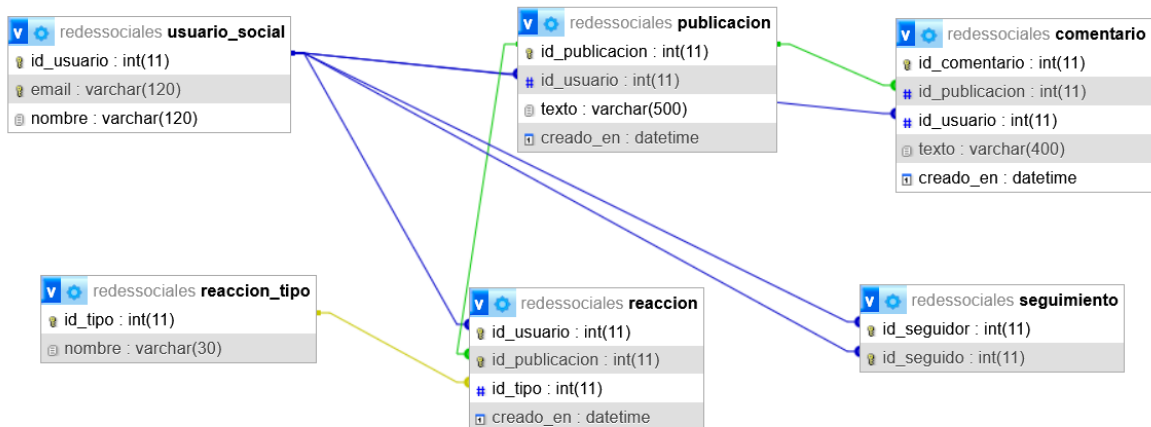 redessociales usuario_social
id_usuario : int(11)
email : varchar(120)
nombre : varchar(120)
redessociales publicacion
id_publicacion : int(11)
id_usuario : int(11)
texto : varchar(500)
creado_en : datetime
redessociales comentario
id_comentario : int(11)
id_publicacion : int(11)
id_usuario : int(11)
texto : varchar(400)
creado_en : datetime
redessociales reaccion_tipo
id_tipo : int(11)
nombre : varchar(30)
redessociales reaccion
id_usuario : int(11)
id_publicacion : int(11)
id_tipo : int(11)
creado_en : datetime
redessociales seguimiento
id_seguidor : int(11)
id_seguido : int(11)